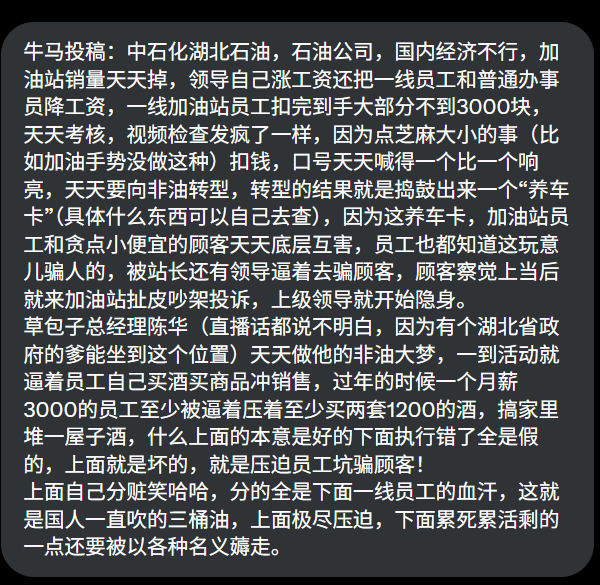 牛马投稿：中石化湖北石油，石油公司，国内经济不行，加
油站销量天天掉，领导自己涨工资还把一线员工和普通办事
员降工资，一线加油站员工扣完到手大部分不到3000块，
天天考核，视频检查发疯了一样，因为点芝麻大小的事（比
如加油手势没做这种）扣钱，口号天天喊得一个比一个响
亮，天天要向非油转型，转型的结果就是捣鼓出来一个“养车
卡”（具体什么东西可以自己去查），因为这养车卡，加油站员
工和贪点小便宜的顾客天天底层互害，员工也都知道这玩意
儿骗人的，被站长还有领导逼着去骗顾客，顾客察觉上当后
就来加油站扯皮吵架投诉，上级领导就开始隐身。
草包子总经理陈华（直播话都说不明白，因为有个湖北省政
府的爹能坐到这个位置）天天做他的非油大梦，一到活动就
逼着员工自己买酒买商品冲销售，过年的时候一个月薪
3000的员工至少被逼着压着至少买两套1200的酒，搞家里
堆一屋子酒，什么上面的本意是好的下面执行错了全是假
的，上面就是坏的，就是压迫员工坑骗顾客！
上面自己分赃笑哈哈，分的全是下面一线员工的血汗，这就
是国人一直吹的三桶油，上面极尽压迫，下面累死累活剩的
一点还要被以各种名义薅走。